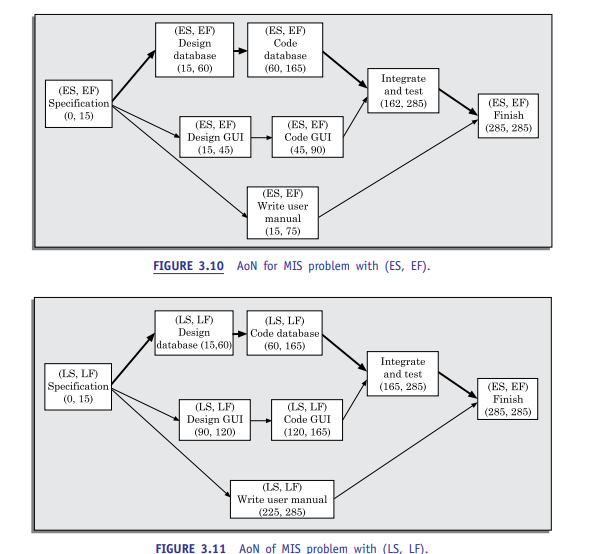 (ES, EF)
Design
database
(15, 60)
(ES, EF)
Code
database
(60, 165)
(ES, EF)
Specification
(0, 15)
Integrate
and test
(162, 285)
(ES, EF)
Finish
(285, 285)
(ES, EF)
Design GUI
(15, 45)
(ES, EF)
Code GUI
(45, 90)
(ES, EF)
Write user
manual
(15, 75)
FIGURE 3.10 AoN for MIS problem with (ES, EF).
(LS, LF)
Design
database (15,60)
(LS, LF)
Code database
(60, 165)
(LS, LF)
Specification
(0, 15)
Integrate
and test
(165, 285)
(ES, EF)
Finish
(285, 285)
(LS, LF)
Design GUI
(90, 120)
(LS, LF)
Code GUI
(120, 165)
(LS, LF)
Write user manual
(225, 285)
FIGURE 3.11 AoN of MIS problem with (LS, LF).